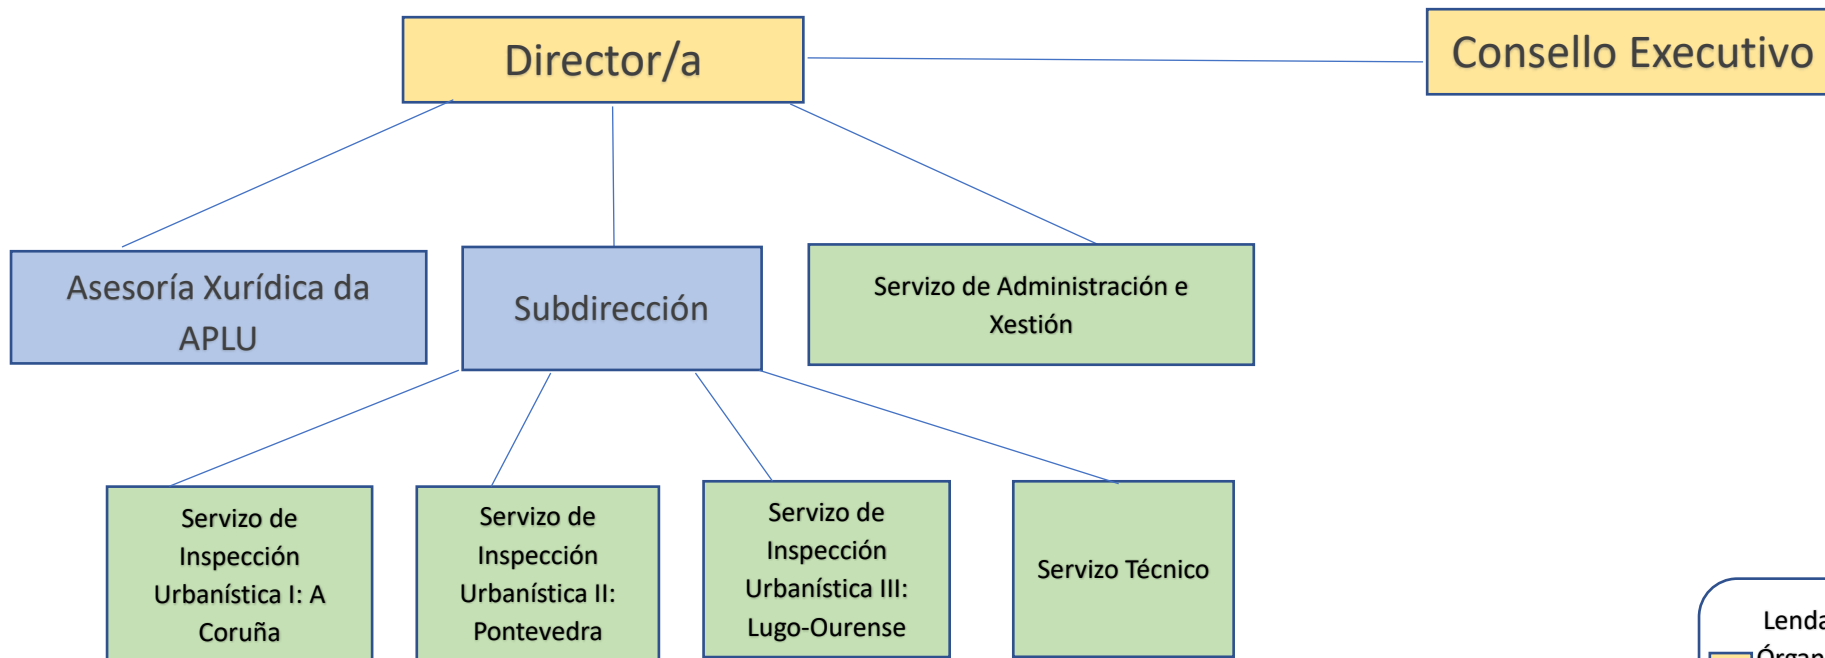 Director/a
Consello Executivo
Asesoría Xurídica da
APLU
Subdirección
Servizo de Administración e
Xestión
Servizo de
Inspección
Urbanística I: A
Coruña
Servizo de
Inspección
Urbanística II:
Pontevedra
Servizo de
Inspección
Urbanística III:
Lugo-Ourense
Servizo Técnico
Lenda